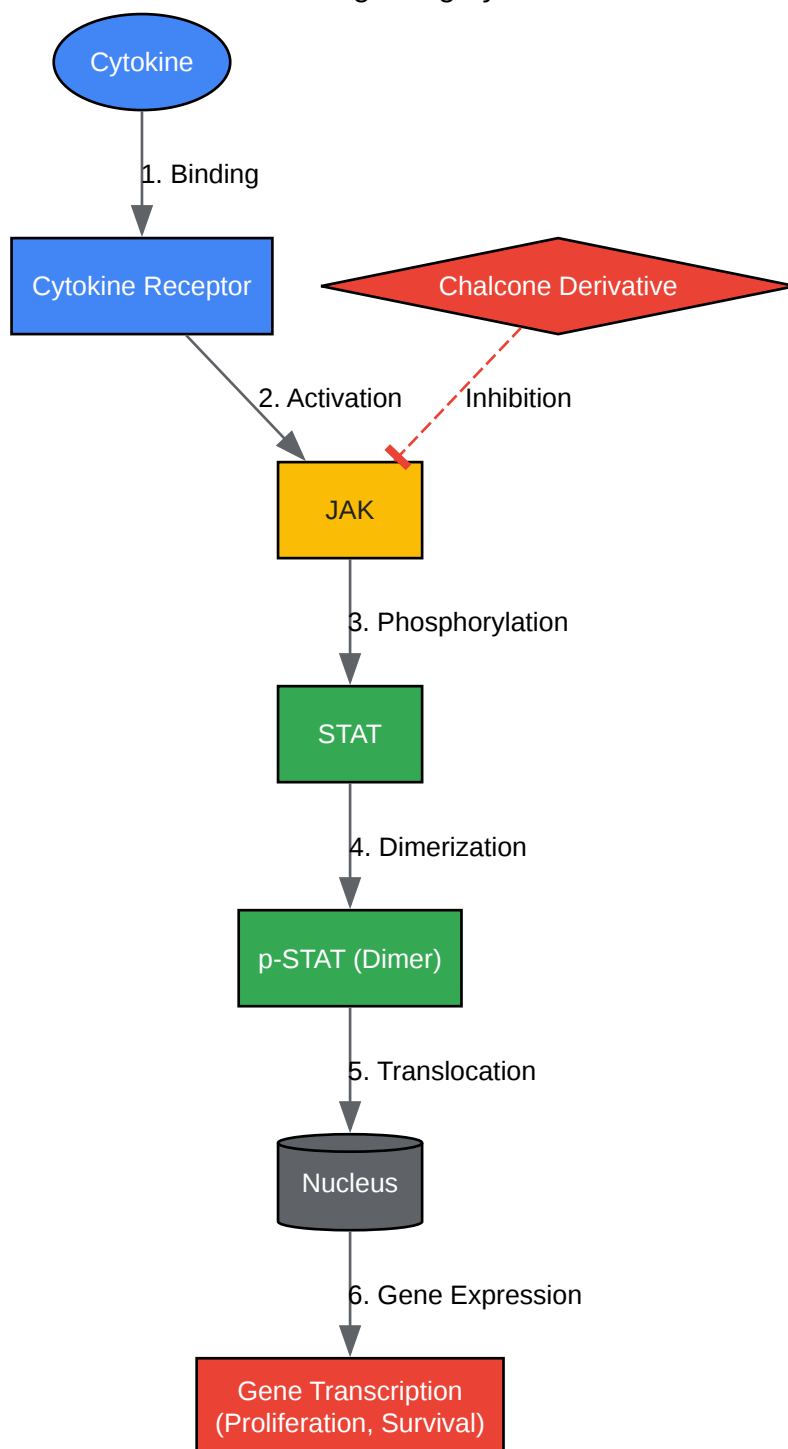 Cytokine
1. Binding
Cytokine Receptor
Chalcone Derivative
2. Activation
Inhibition
JAK
3. Phosphorylation
STAT
4. Dimerization
p-STAT (Dimer)
5. Translocation
Nucleus
6. Gene Expression
Gene Transcription
(Proliferation, Survival)